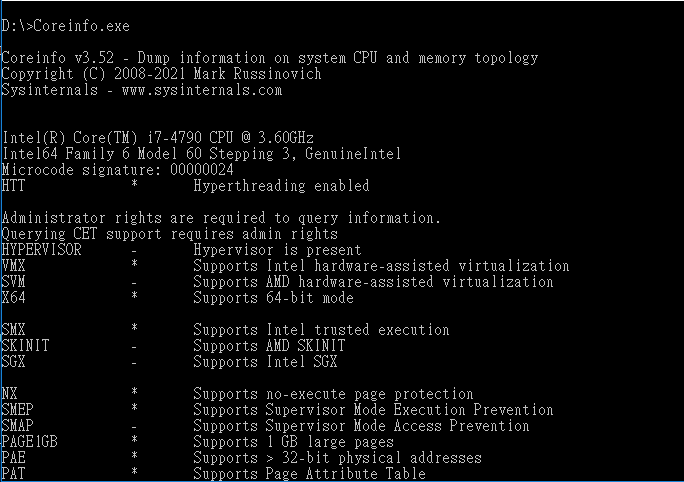 D:\>Coreinfo.exe
Coreinfo v3.52 - Dump information on system CPU and memory topology
Copyright (C) 2008-2021 Mark Russinovich
Sysinternals - www.sysinternals.com
Intel(R) Core(TM) i7-4790 CPU @ 3.60GHz
Intel64 Family 6 Model 60 Stepping 3, GenuineIntel
Microcode signature: 00000024
HTT * Hyperthreading enabled
Administrator rights are required to query information.
Querying CET support requires admin rights
HYPERVISOR - Hypervisor is present
VMX * Supports Intel hardware-assisted virtualization
SVM - Supports AMD hardware-assisted virtualization
X64 * Supports 64-bit mode
SMX * Supports Intel trusted execution
SKINIT - Supports AMD SKINIT
SGX - Supports Intel SGX
NX * Supports no-execute page protection
SMEP * Supports Supervisor Mode Execution Prevention
SMAP - Supports Supervisor Mode Access Prevention
PAGE1GB * Supports 1 GB large pages
PAE * Supports > 32-bit physical addresses
PAT * Supports Page Attribute Table